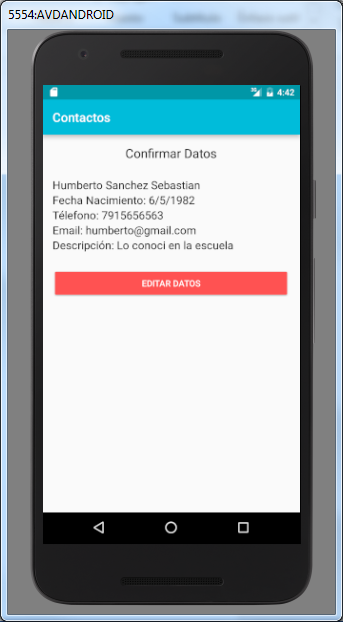 5554:AVDANDROID
4:42
Contactos
Confirmar Datos
Humberto Sanchez Sebastian
Fecha Nacimiento: 6/5/1982
Télefono: 7915656563
Email: humberto@gmail.com
Descripción: Lo conoci en la escuela
EDITAR DATOS